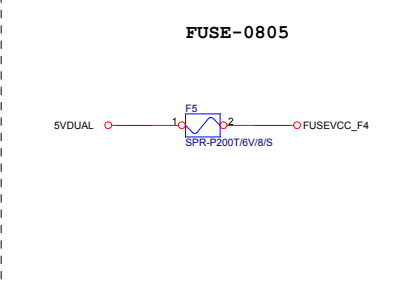 FUSE-0805
F5
5VDUAL
1
2
FUSEVCC_F4
SPR-P200T/6V/8/S